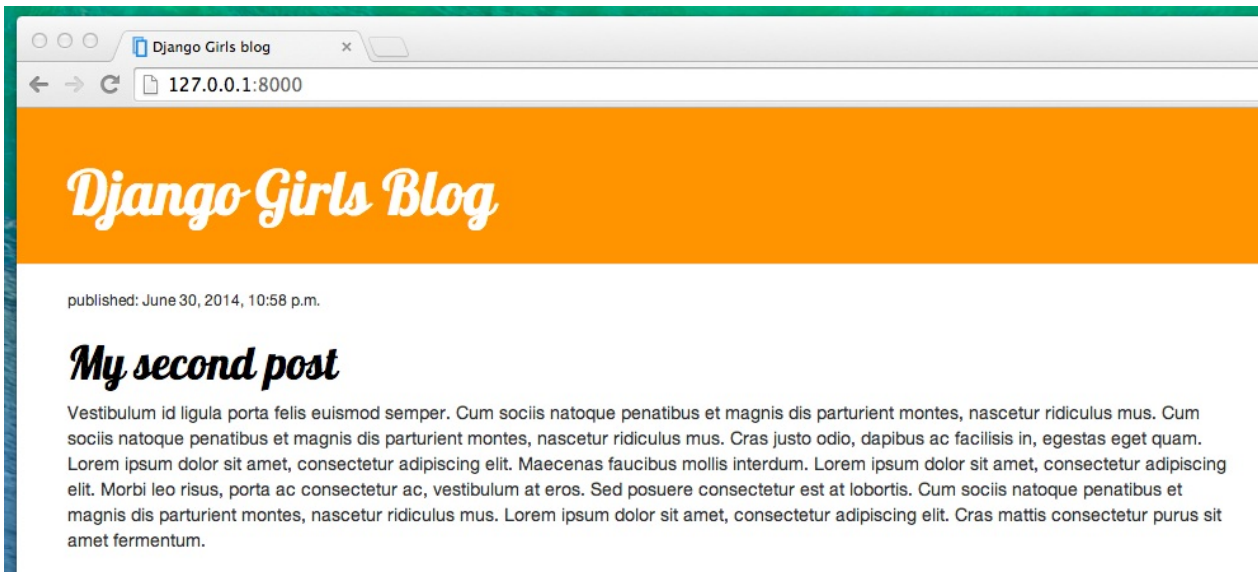 Django Girls blog
127.0.0.1:8000
Django Girls Blog
published: June 30, 2014, 10:58 p.m.
My second post
Vestibulum id ligula porta felis euismod semper. Cum sociis natoque penatibus et magnis dis parturient montes, nascetur ridiculus mus. Cum
sociis natoque penatibus et magnis dis parturient montes, nascetur ridiculus mus. Cras justo odio, dapibus ac facilisis in, egestas eget quam.
Lorem ipsum dolor sit amet, consectetur adipiscing elit. Maecenas faucibus mollis interdum. Lorem ipsum dolor sit amet, consectetur adipiscing
elit. Morbi leo risus, porta ac consectetur ac, vestibulum at eros. Sed posuere consectetur est at lobortis. Cum sociis natoque penatibus et
magnis dis parturient montes, nascetur ridiculus mus. Lorem ipsum dolor sit amet, consectetur adipiscing elit. Cras mattis consectetur purus sit
amet fermentum.